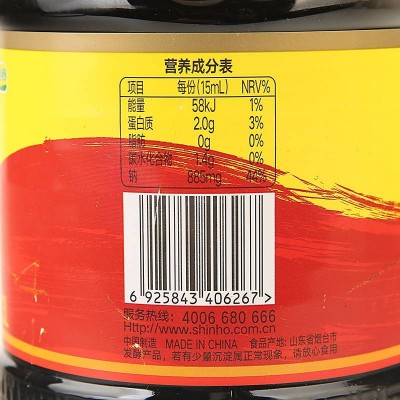 营养成分表
项目 每份(15mL) NRV%
能量 58kJ 1%
蛋白质 2.0g 3%
脂肪 0g 0%
碳水化合物 1.4g 0%
钠 885mg 44%
6 925843 406267 >
服务热线: 4006 680 666
http://www.shinho.com.cn
中国制造 MADE IN CHINA 食品产地: 山东省烟台市
发酵产品, 若有少量沉淀属正常现象, 请放心食用